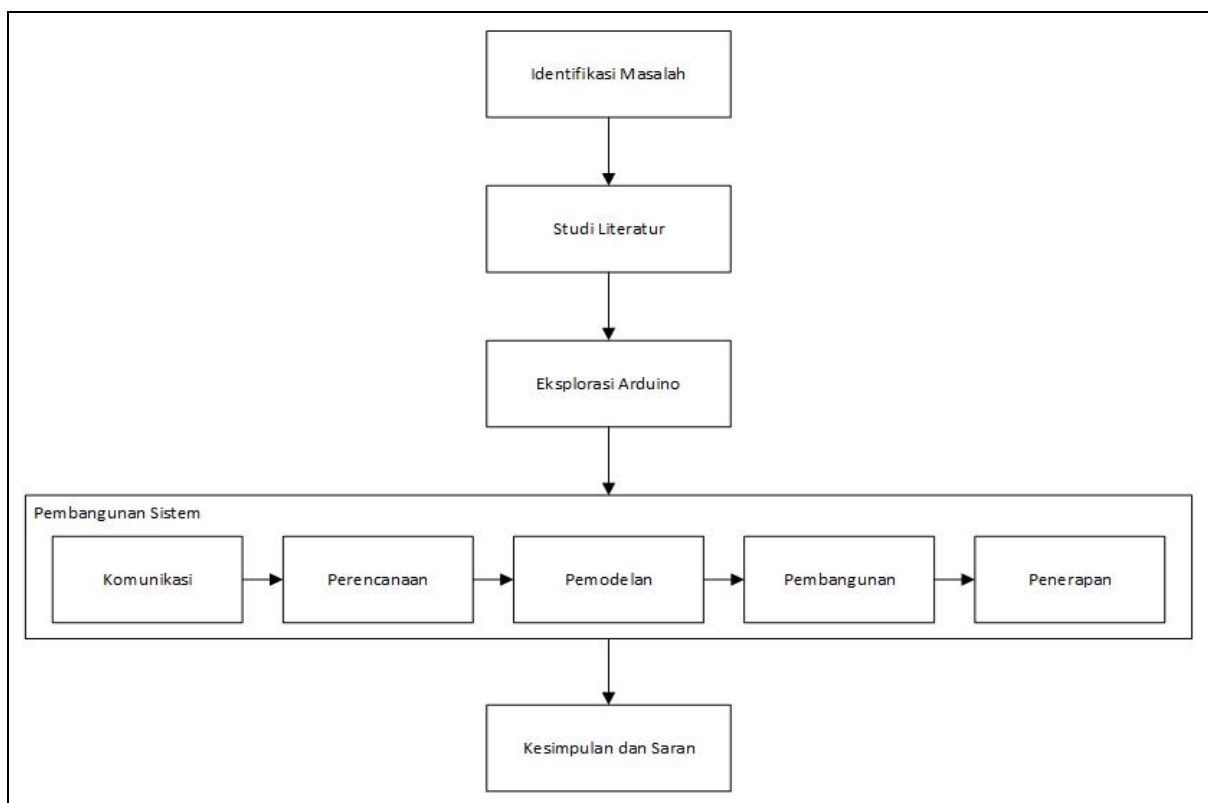 Identifikasi Masalah
Studi Literatur
Eksplorasi Arduino
Pembangunan Sistem
Komunikasi
Perencanaan
Pemodelan
Pembangunan
Penerapan
Kesimpulan dan Saran